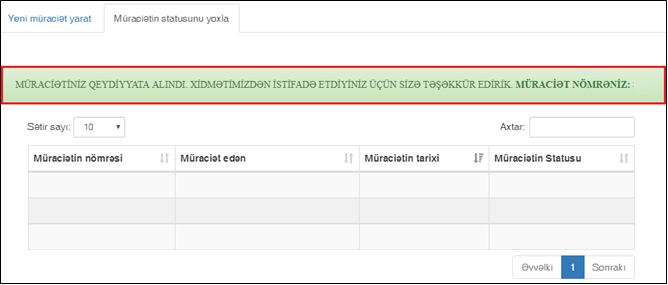 Yeni müraciət yarat Müraciətin statusunu yoxla
MÜRACİƏTİNİZ QEYDİYYATA ALINDI. XİDMƏTİMİZDƏN İSTİFADƏ ETDİYİNİZ ÜÇÜN SİZƏ TƏŞƏKKÜR EDİRİK. MÜRACİƏT NÖMRƏNİZ:
Sətir sayı: 10 Axtar:
Müraciətin nömrəsi Müraciət edən Müraciətin tarixi Müraciətin Statusu
Əvvəlki 1 Sonrakı